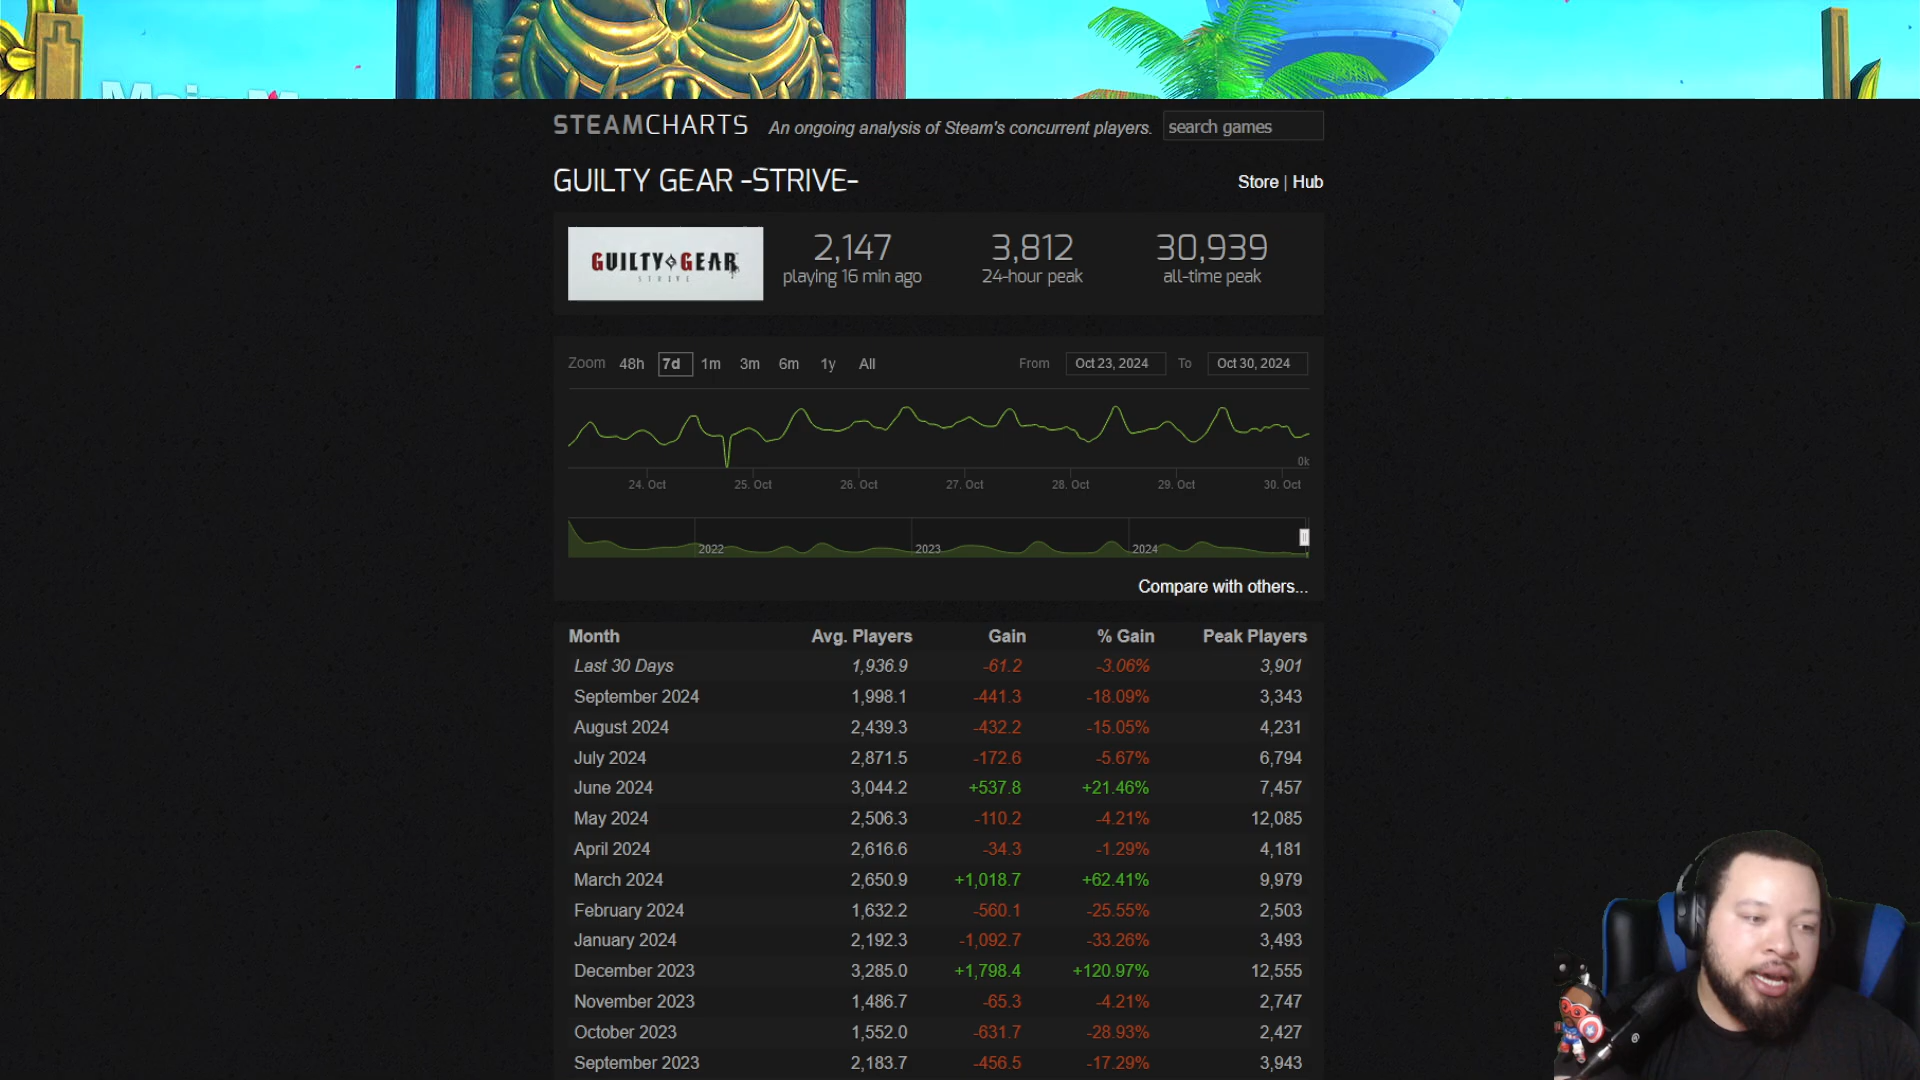 STEAMCHARTS An ongoing analysis of Steam's concurrent players. search games
GUILTY GEAR -STRIVE- Store | Hub
GUILTY GEAR
STRIVE
2,147 3,812 30,939
playing 16 min ago 24-hour peak all-time peak
Zoom 48h 7d 1m 3m 6m 1y All From Oct 23, 2024 To Oct 30, 2024
0k
24. Oct 25. Oct 26. Oct 27. Oct 28. Oct 29. Oct 30. Oct
2022 2023 2024
Compare with others...
Month Avg. Players Gain % Gain Peak Players
Last 30 Days 1,936.9 -61.2 -3.06% 3,901
September 2024 1,998.1 -441.3 -18.09% 3,343
August 2024 2,439.3 -432.2 -15.05% 4,231
July 2024 2,871.5 -172.6 -5.67% 6,794
June 2024 3,044.2 +537.8 +21.46% 7,457
May 2024 2,506.3 -110.2 -4.21% 12,085
April 2024 2,616.6 -34.3 -1.29% 4,181
March 2024 2,650.9 +1,018.7 +62.41% 9,979
February 2024 1,632.2 -560.1 -25.55% 2,503
January 2024 2,192.3 -1,092.7 -33.26% 3,493
December 2023 3,285.0 +1,798.4 +120.97% 12,555
November 2023 1,486.7 -65.3 -4.21% 2,747
October 2023 1,552.0 -631.7 -28.93% 2,427
September 2023 2,183.7 -456.5 -17.29% 3,943